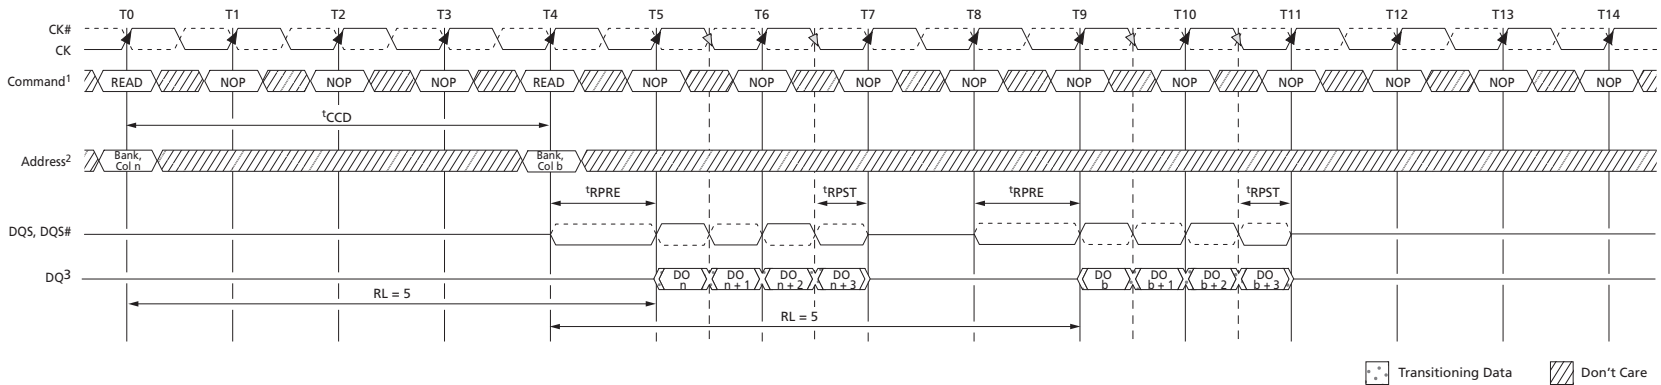 T0 T1 T2 T3 T4 T5 T6 T7 T8 T9 T10 T11 T12 T13 T14
CK#
CK
Command1 READ NOP NOP NOP READ NOP NOP NOP NOP NOP NOP NOP NOP NOP NOP
tCCD
Address2 Bank, Col n Bank, Col b
tRPRE tRPST tRPRE tRPST
DQS, DQS#
DQ3 DO n DO n + 1 DO n + 2 DO n + 3 DO b DO b + 1 DO b + 2 DO b + 3
RL = 5
RL = 5
Transitioning Data Don't Care